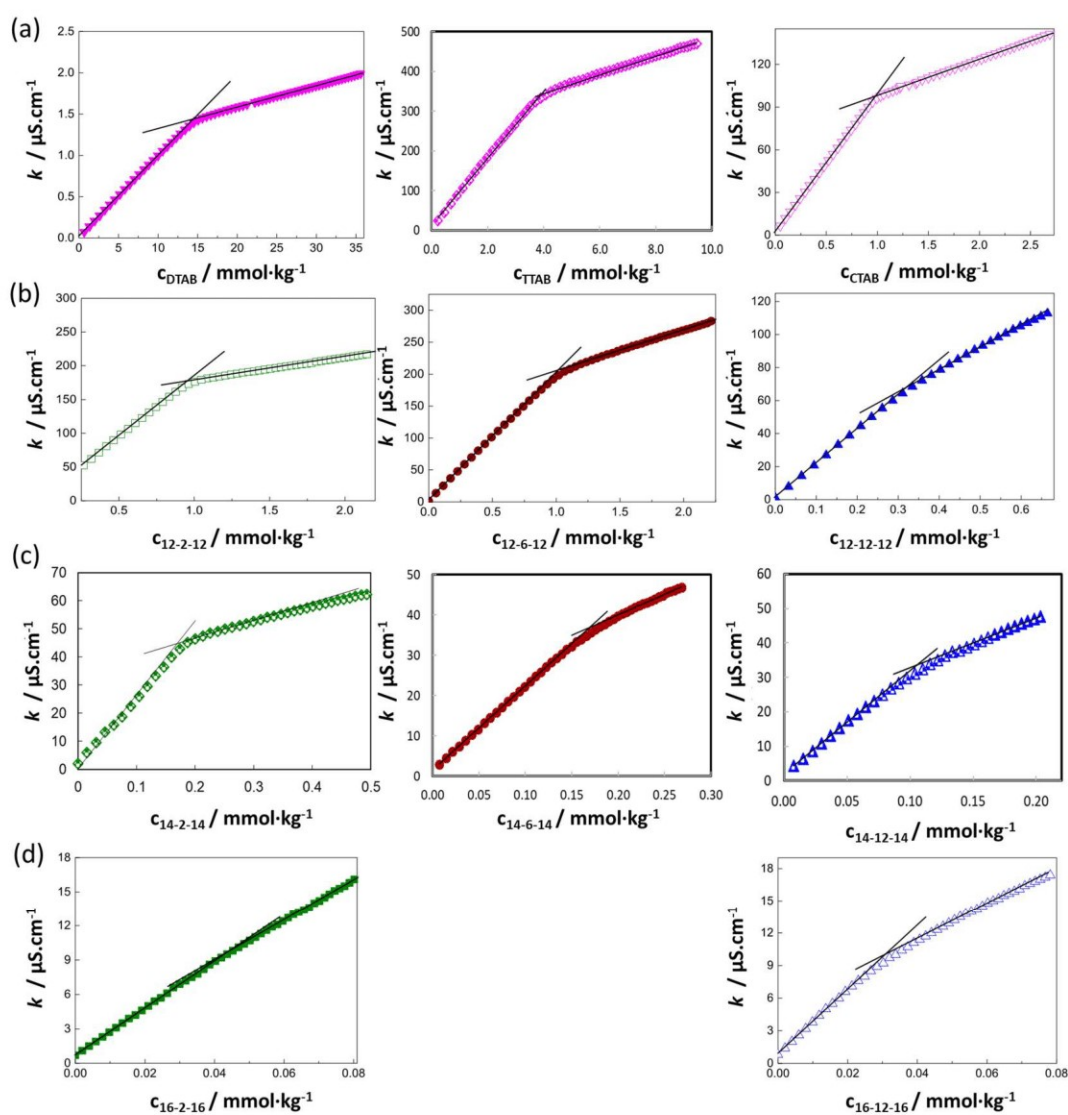 (a)
2.5
2.0
1.5
1.0
0.5
0.0
k / µS.cm⁻¹
0 5 10 15 20 25 30 35
c_DTAB / mmol·kg⁻¹
500
400
300
200
100
0
k / µS.cm⁻¹
0.0 2.0 4.0 6.0 8.0 10.0
c_TTAB / mmol·kg⁻¹
120
90
60
30
0
k / µS.cm⁻¹
0.0 0.5 1.0 1.5 2.0 2.5
c_CTAB / mmol·kg⁻¹
(b)
300
250
200
150
100
50
0
k / µS.cm⁻¹
0.5 1.0 1.5 2.0
c_12-2-12 / mmol·kg⁻¹
300
250
200
150
100
50
0
k / µS.cm⁻¹
0.0 0.5 1.0 1.5 2.0
c_12-6-12 / mmol·kg⁻¹
120
100
80
60
40
20
0
k / µS.cm⁻¹
0.0 0.1 0.2 0.3 0.4 0.5 0.6
c_12-12-12 / mmol·kg⁻¹
(c)
70
60
50
40
30
20
10
0
k / µS.cm⁻¹
0 0.1 0.2 0.3 0.4 0.5
c_14-2-14 / mmol·kg⁻¹
50
40
30
20
10
0
k / µS.cm⁻¹
0.00 0.05 0.10 0.15 0.20 0.25 0.30
c_14-6-14 / mmol·kg⁻¹
60
50
40
30
20
10
0
k / µS.cm⁻¹
0.00 0.05 0.10 0.15 0.20
c_14-12-14 / mmol·kg⁻¹
(d)
18
15
12
9
6
3
0
k / µS.cm⁻¹
0.00 0.02 0.04 0.06 0.08
c_16-2-16 / mmol·kg⁻¹
18
15
12
9
6
3
0
k / µS.cm⁻¹
0.00 0.02 0.04 0.06 0.08
c_16-12-16 / mmol·kg⁻¹